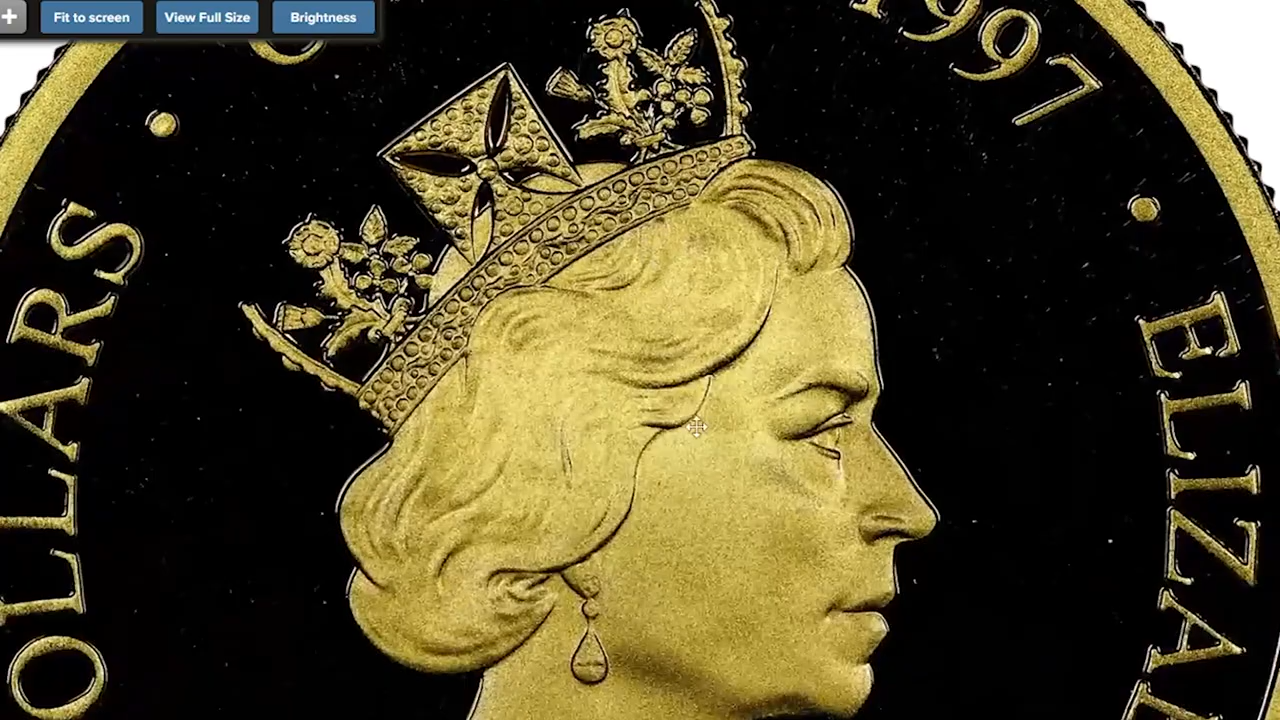 Fit to screen
View Full Size
Brightness
OLLARS
1997
ELIZA